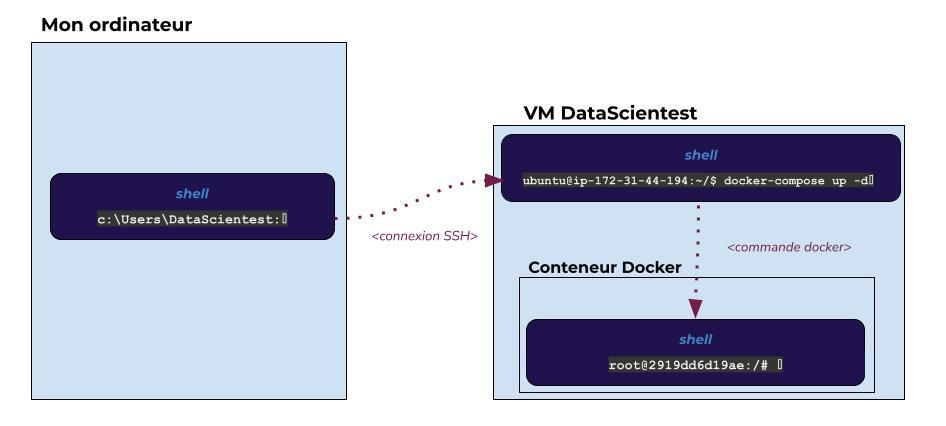 Mon ordinateur
shell
c:\Users\DataScientest:
<connexion SSH>
VM DataScientest
shell
ubuntu@ip-172-31-44-194:~/$ docker-compose up -d
<commande docker>
Conteneur Docker
shell
root@2919dd6d19ae:/#